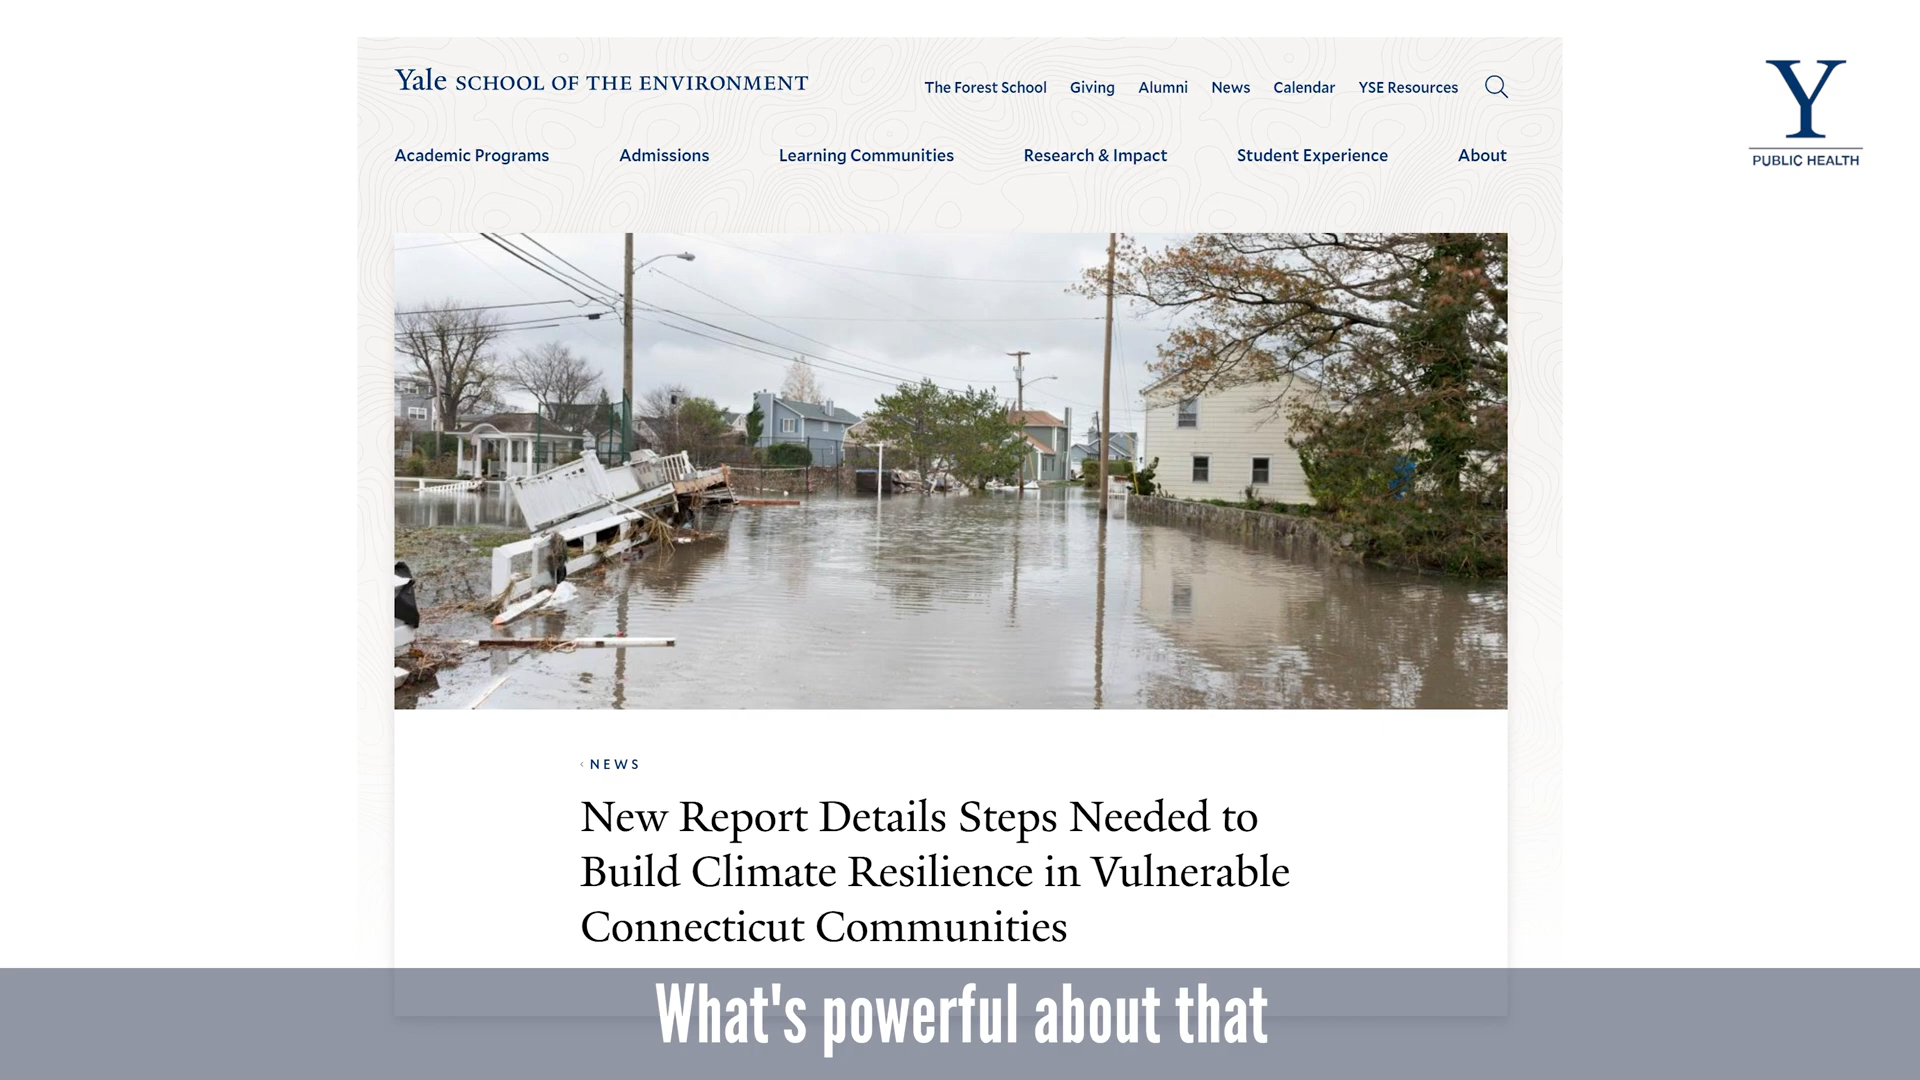 Yale SCHOOL OF THE ENVIRONMENT
The Forest School Giving Alumni News Calendar YSE Resources
Y
PUBLIC HEALTH
Academic Programs Admissions Learning Communities Research & Impact Student Experience About
‹ NEWS
New Report Details Steps Needed to
Build Climate Resilience in Vulnerable
Connecticut Communities
What's powerful about that